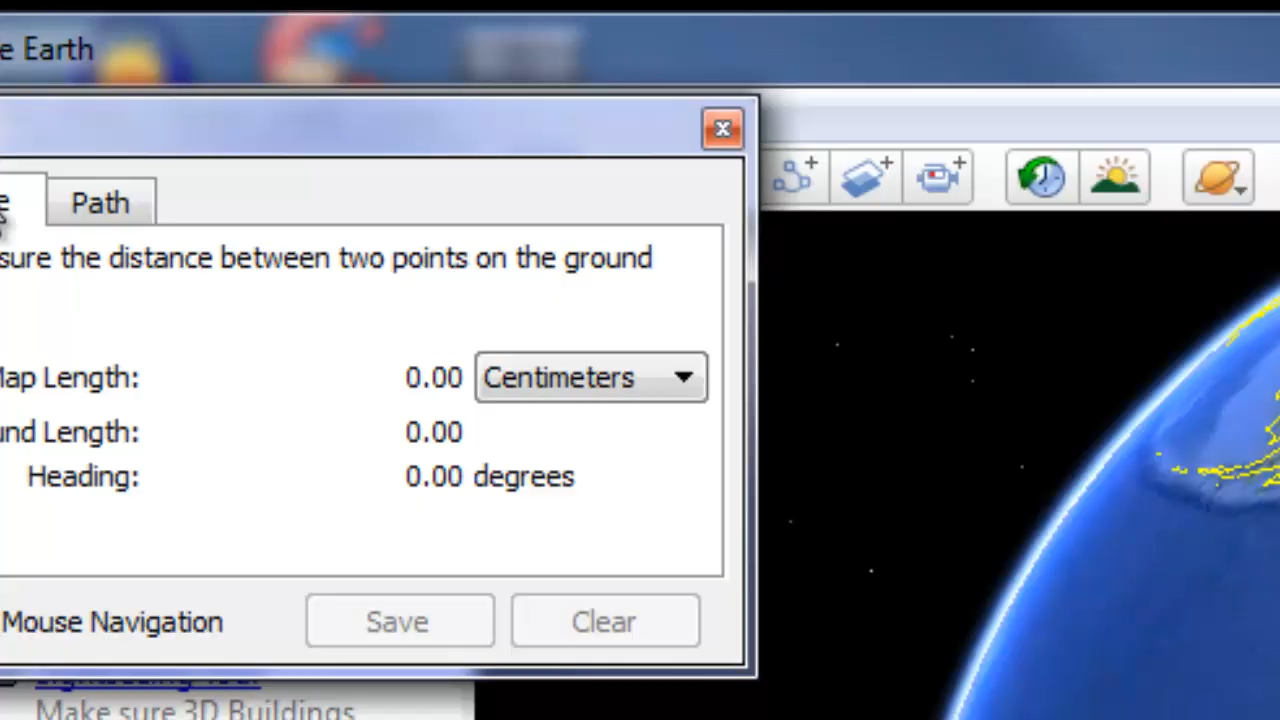 e Earth
Path
sure the distance between two points on the ground
Map Length: 0.00 Centimeters
und Length: 0.00
Heading: 0.00 degrees
Mouse Navigation Save Clear
Make sure 3D Buildings